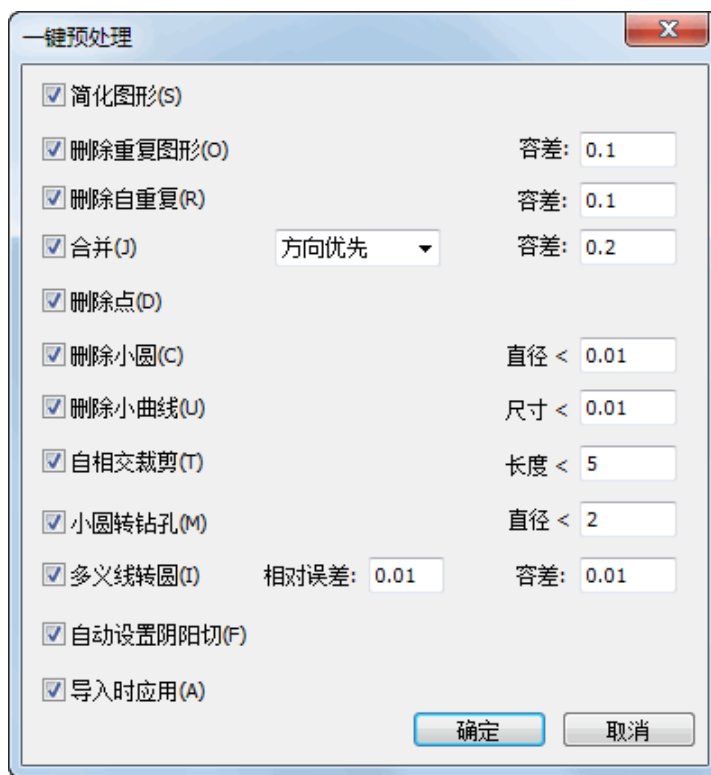 一键预处理
简化图形(S)
删除重复图形(O) 容差: 0.1
删除自重复(R) 容差: 0.1
合并(J) 方向优先 容差: 0.2
删除点(D)
删除小圆(C) 直径 < 0.01
删除小曲线(U) 尺寸 < 0.01
自相交裁剪(T) 长度 < 5
小圆转钻孔(M) 直径 < 2
多义线转圆(I) 相对误差: 0.01 容差: 0.01
自动设置阴阳切(F)
导入时应用(A)
确定 取消